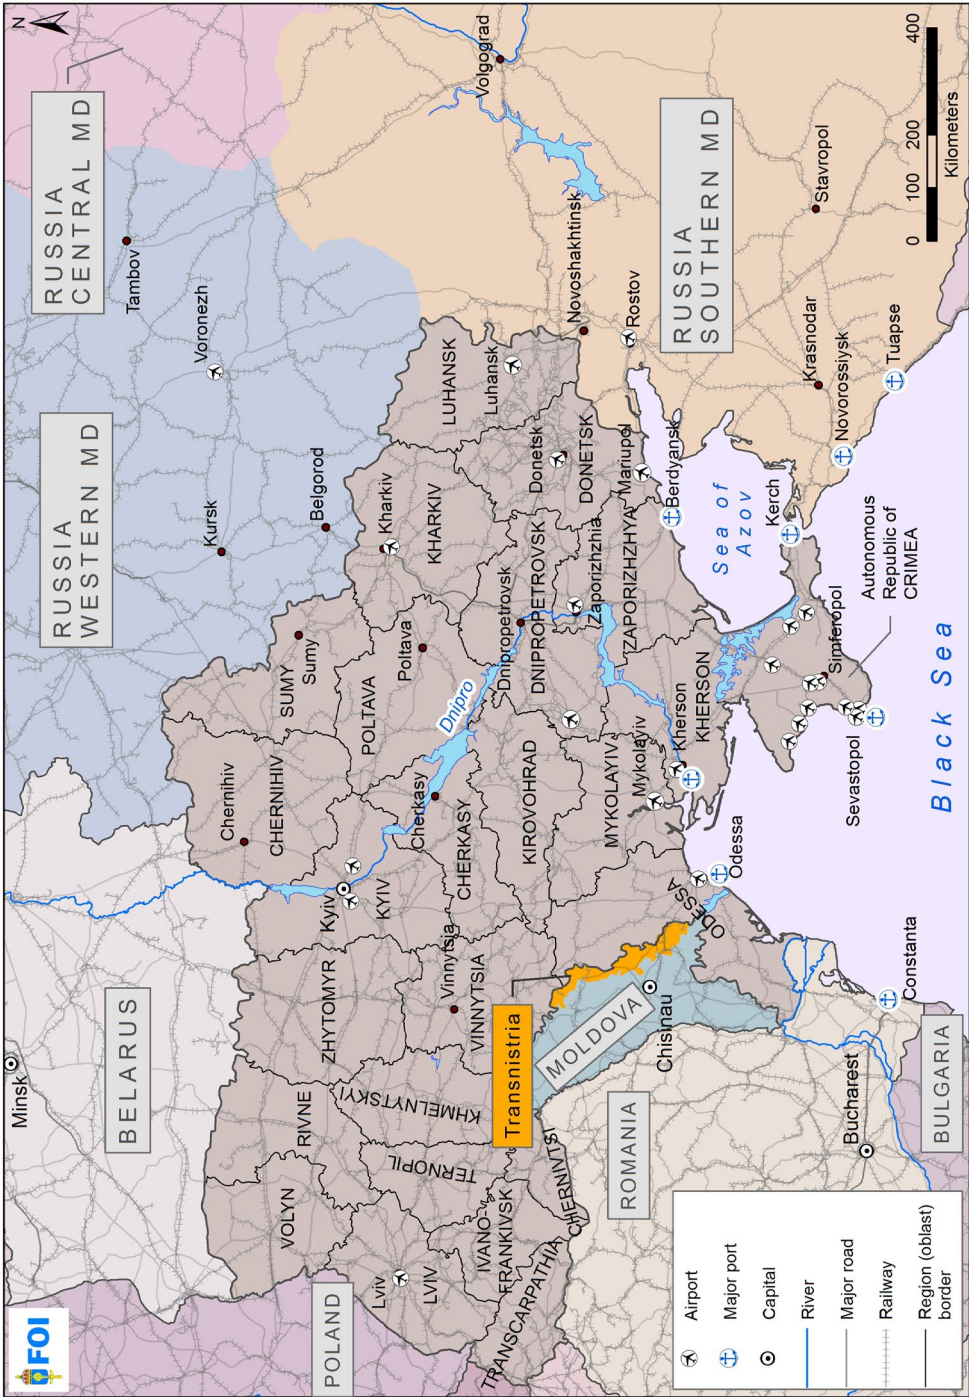 FOI
N
RUSSIA
CENTRAL MD
RUSSIA
WESTERN MD
RUSSIA
SOUTHERN MD
BELARUS
POLAND
ROMANIA
BULGARIA
MOLDOVA
Transnistria
Minsk
Tambov
Voronezh
Kursk
Belgorod
Volgograd
Novoshakhtinsk
Rostov
Stavropol
Krasnodar
Novorossiysk
Tuapse
VOLYN
RIVNE
ZHYTOMYR
Kyiv
KYIV
Chernihiv
CHERNIHIV
SUMY
Sumy
Lviv
LVIV
TERNOPIL
KHMELNYTSKYI
Vinnytsia
VINNYTSIA
Cherkasy
CHERKASY
Dnipro
POLTAVA
Poltava
Kharkiv
KHARKIV
LUHANSK
Luhansk
TRANSCARPATHIA
IVANO-
FRANKIVSK
CHERNIVTSI
KIROVOHRAD
Dnipropetrovsk
DNIPROPETROVSK
Donetsk
DONETSK
Zaporizhzhia
ZAPORIZHZHYA
Mariupol
Berdyansk
MYKOLAYIV
Mykolayiv
Kherson
KHERSON
ODESSA
Odessa
Chisinau
Sea of
Azov
Kerch
Simferopol
Sevastopol
Autonomous
Republic of
CRIMEA
Black Sea
Constanta
Bucharest
Airport
Major port
Capital
River
Major road
Railway
Region (oblast)
border
0 100 200 400
Kilometers